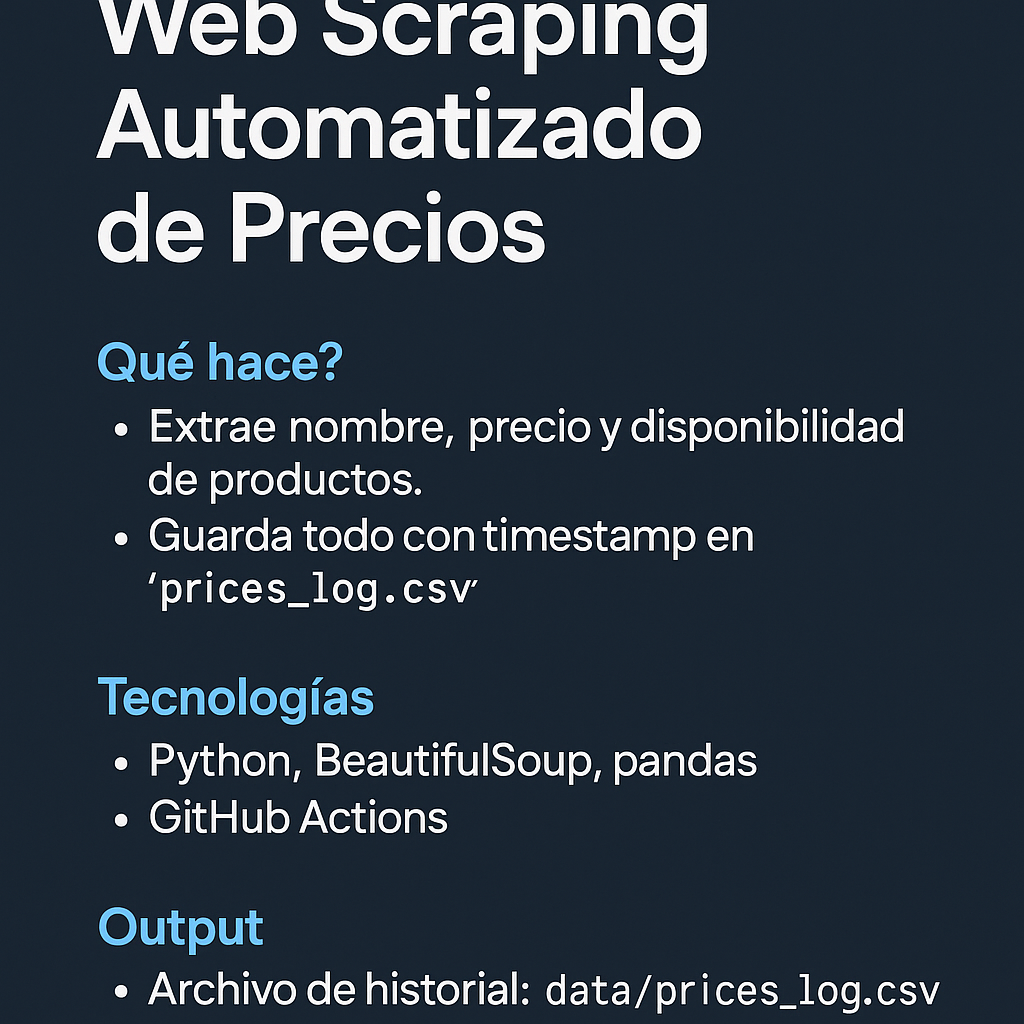 Web Scraping
Automatizado
de Precios
Qué hace?
• Extrae nombre, precio y disponibilidad
de productos.
• Guarda todo con timestamp en
‘prices_log.csv’
Tecnologías
• Python, BeautifulSoup, pandas
• GitHub Actions
Output
• Archivo de historial: data/prices_log.csv